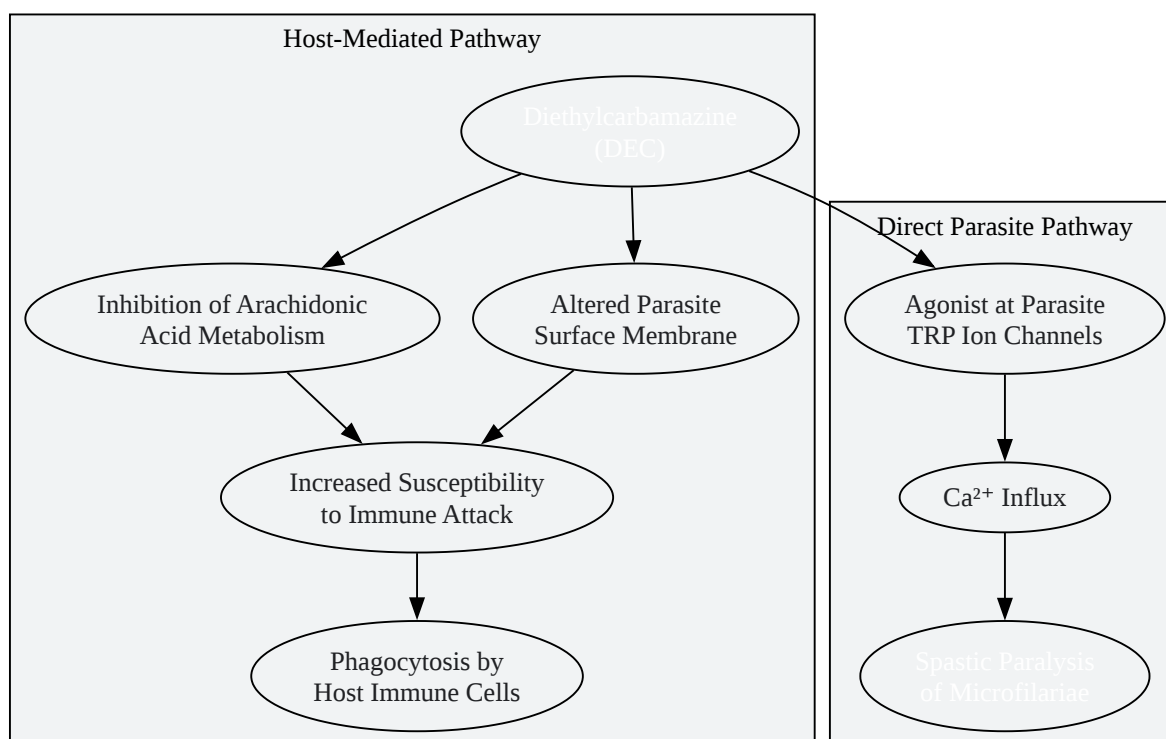 Host-Mediated Pathway
Diethylcarbamazine
(DEC)
Direct Parasite Pathway
Inhibition of Arachidonic
Acid Metabolism
Altered Parasite
Surface Membrane
Agonist at Parasite
TRP Ion Channels
Increased Susceptibility
to Immune Attack
Ca²⁺ Influx
Phagocytosis by
Host Immune Cells
Spastic Paralysis
of Microfilariae